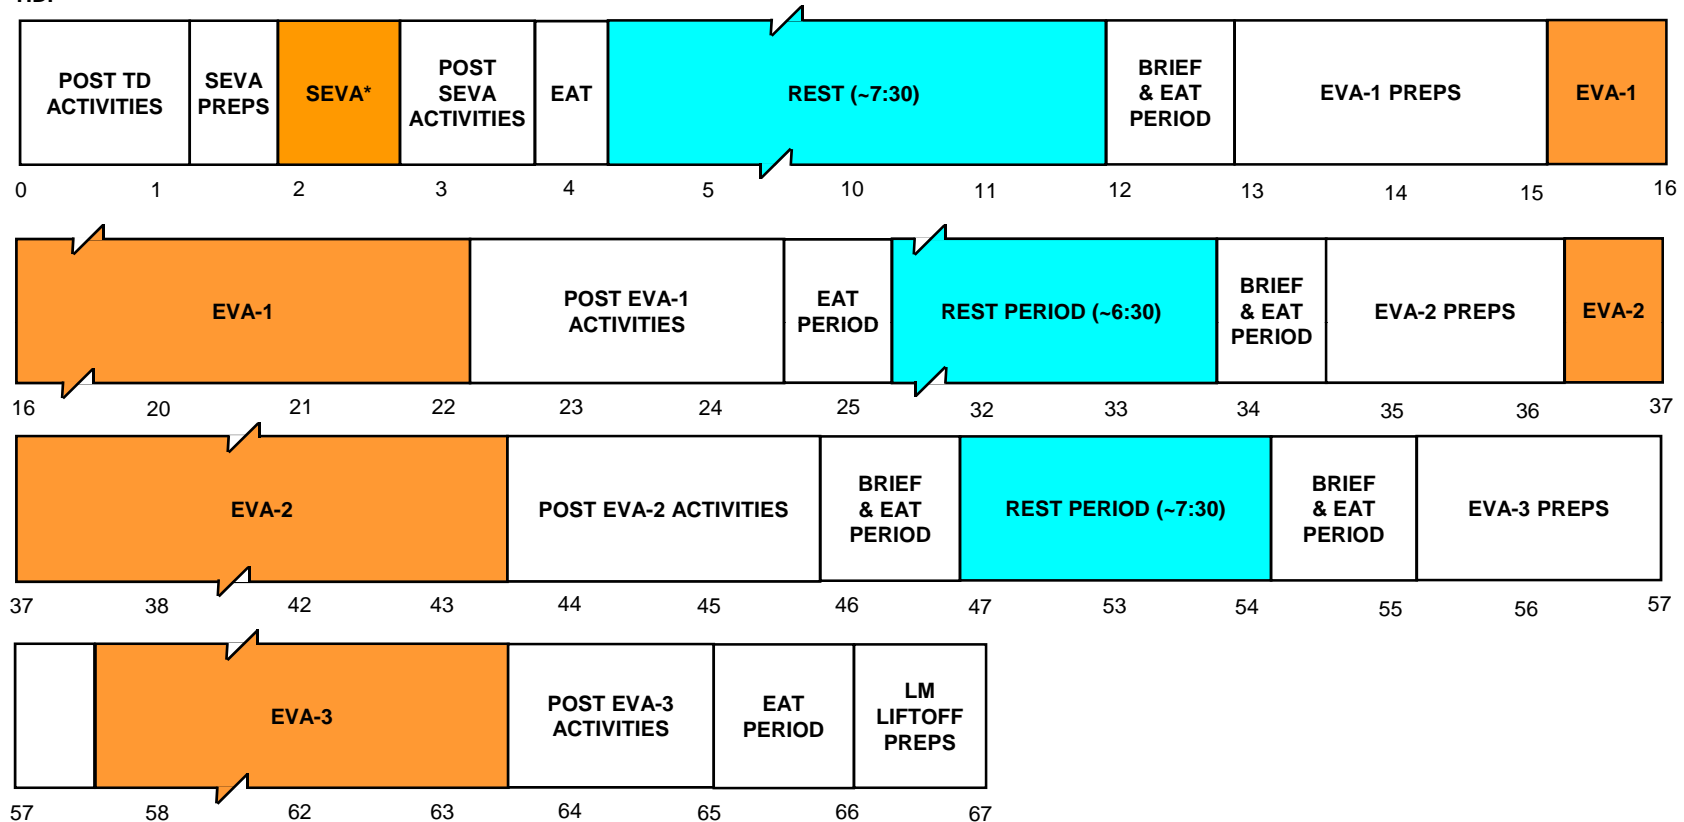 POST TD
ACTIVITIES
SEVA
PREPS
SEVA*
POST
SEVA
ACTIVITIES
EAT
REST (~7:30)
BRIEF
& EAT
PERIOD
EVA-1 PREPS
EVA-1
0 1 2 3 4 5 10 11 12 13 14 15 16
EVA-1
POST EVA-1
ACTIVITIES
EAT
PERIOD
REST PERIOD (~6:30)
BRIEF
& EAT
PERIOD
EVA-2 PREPS
EVA-2
16 20 21 22 23 24 25 32 33 34 35 36 37
EVA-2
POST EVA-2 ACTIVITIES
BRIEF
& EAT
PERIOD
REST PERIOD (~7:30)
BRIEF
& EAT
PERIOD
EVA-3 PREPS
37 38 42 43 44 45 46 47 53 54 55 56 57
EVA-3
POST EVA-3
ACTIVITIES
EAT
PERIOD
LM
LIFTOFF
PREPS
57 58 62 63 64 65 66 67